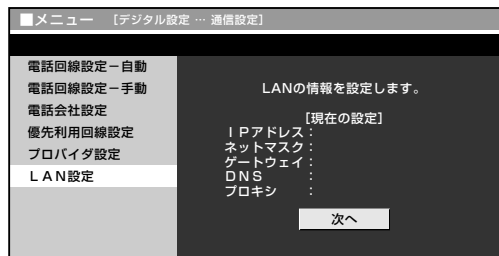 ■メニュー [デジタル設定 … 通信設定]
電話回線設定－自動
電話回線設定－手動
電話会社設定
優先利用回線設定
プロバイダ設定
ＬＡＮ設定
LANの情報を設定します。
[現在の設定]
ＩＰアドレス：
ネットマスク：
ゲートウェイ：
ＤＮＳ　　　：
プロキシ　　：
次へ